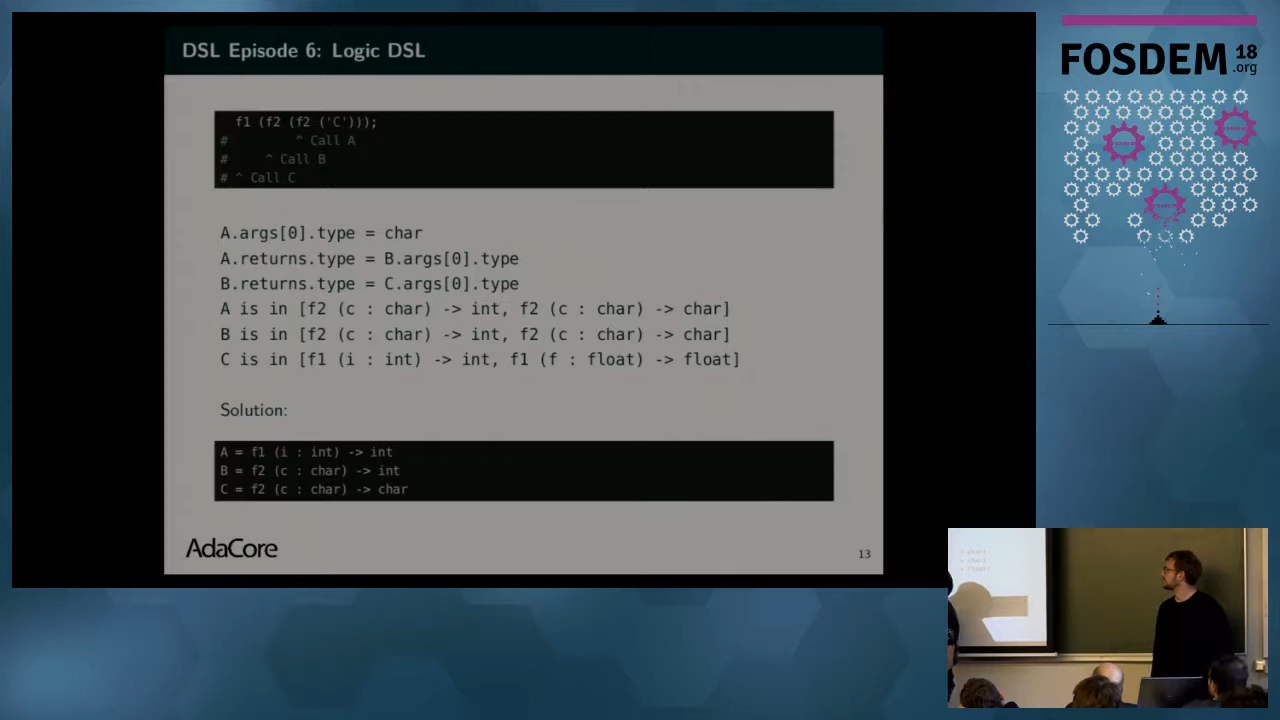 DSL Episode 6: Logic DSL
f1 (f2 (f2 ('C')));
# ^ Call A
# ^ Call B
# ^ Call C
A.args[0].type = char
A.returns.type = B.args[0].type
B.returns.type = C.args[0].type
A is in [f2 (c : char) -> int, f2 (c : char) -> char]
B is in [f2 (c : char) -> int, f2 (c : char) -> char]
C is in [f1 (i : int) -> int, f1 (f : float) -> float]
Solution:
A = f1 (i : int) -> int
B = f2 (c : char) -> int
C = f2 (c : char) -> char
AdaCore
13
FOSDEM 18
.org